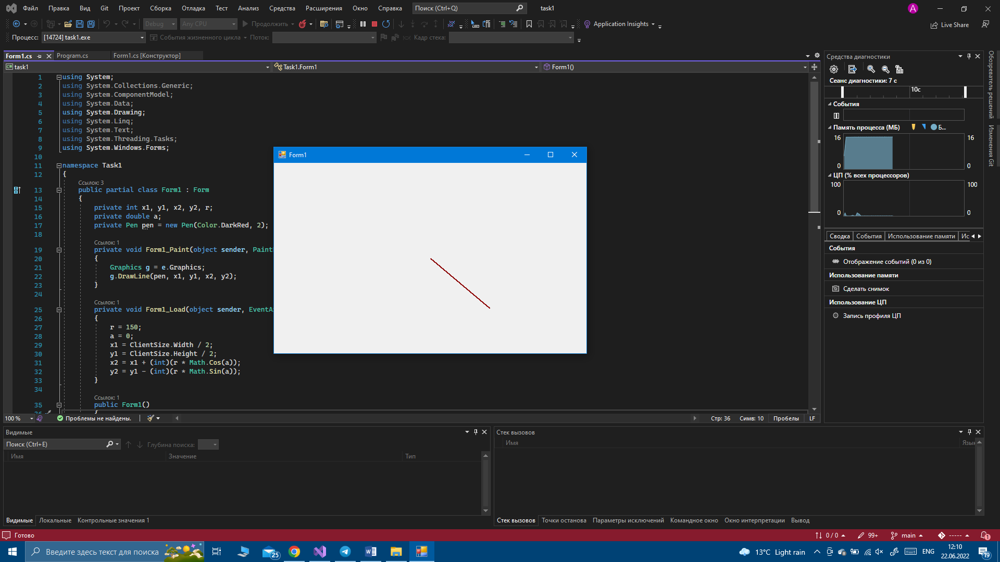 Файл Правка Вид Git Проект Сборка Отладка Тест Анализ Средства Расширения Окно Справка Поиск (Ctrl+Q) task1 A
Debug Any CPU Продолжить Application Insights Live Share
Процесс: [14724] task1.exe События жизненного цикла Поток: Кадр стека:
Form1.cs Program.cs Form1.cs [Конструктор]
C# task1 Task1.Form1 Form1()
1 using System;
2 using System.Collections.Generic;
3 using System.ComponentModel;
4 using System.Data;
5 using System.Drawing;
6 using System.Linq;
7 using System.Text;
8 using System.Threading.Tasks;
9 using System.Windows.Forms;
10
11 namespace Task1
12 {
Ссылок: 3
13 public partial class Form1 : Form
14 {
15 private int x1, y1, x2, y2, r;
16 private double a;
17 private Pen pen = new Pen(Color.DarkRed, 2);
18
Ссылок: 1
19 private void Form1_Paint(object sender, Paint
20 {
21 Graphics g = e.Graphics;
22 g.DrawLine(pen, x1, y1, x2, y2);
23 }
24
Ссылок: 1
25 private void Form1_Load(object sender, EventA
26 {
27 r = 150;
28 a = 0;
29 x1 = ClientSize.Width / 2;
30 y1 = ClientSize.Height / 2;
31 x2 = x1 + (int)(r * Math.Cos(a));
32 y2 = y1 - (int)(r * Math.Sin(a));
33 }
34
Ссылок: 1
35 public Form1()
36 {
Form1
100 % Проблемы не найдены. Стр: 36 Симв: 10 Пробелы LF
Средства диагностики
Сеанс диагностики: 7 с
10с
События
Память процесса (МБ) Б...
16 16
0 0
ЦП (% всех процессоров)
100 100
0 0
Сводка События Использование памяти Ис
События
Отображение событий (0 из 0)
Использование памяти
Сделать снимок
Использование ЦП
Запись профиля ЦП
Обозреватель решений
Изменения Git
Видимые
Поиск (Ctrl+E) Глубина поиска:
Имя Значение Тип
Видимые Локальные Контрольные значения 1
Стек вызовов
Имя Язык
Стек вызовов Точки останова Параметры исключений Командное окно Окно интерпретации Вывод
Готово 0 / 0 99+ main ----- 1
Введите здесь текст для поиска 25 13°C Light rain ENG 12:10
22.06.2022 19